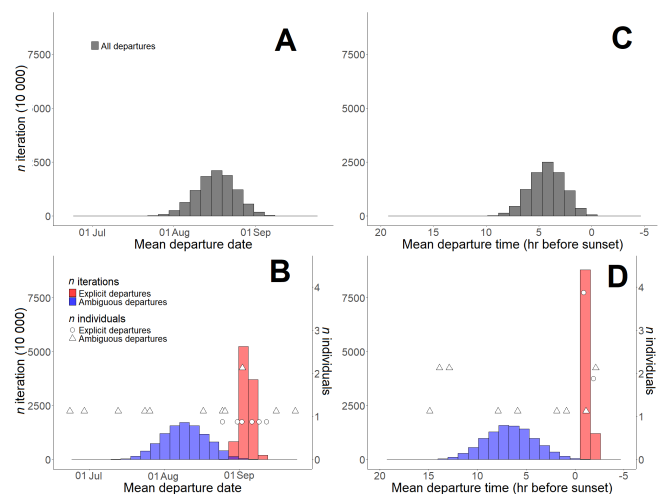 A
C
All departures
7500
5000
2500
0
7500
5000
2500
0
n iteration (10 000)
01 Jul
01 Aug
01 Sep
20
15
10
5
0
-5
Mean departure date
Mean departure time (hr before sunset)
B
D
n iterations
Explicit departures
Ambiguous departures
n individuals
Explicit departures
Ambiguous departures
7500
5000
2500
0
4
3
2
1
0
7500
5000
2500
0
4
3
2
1
0
n iteration (10 000)
n individuals
n individuals
01 Jul
01 Aug
01 Sep
20
15
10
5
0
-5
Mean departure date
Mean departure time (hr before sunset)